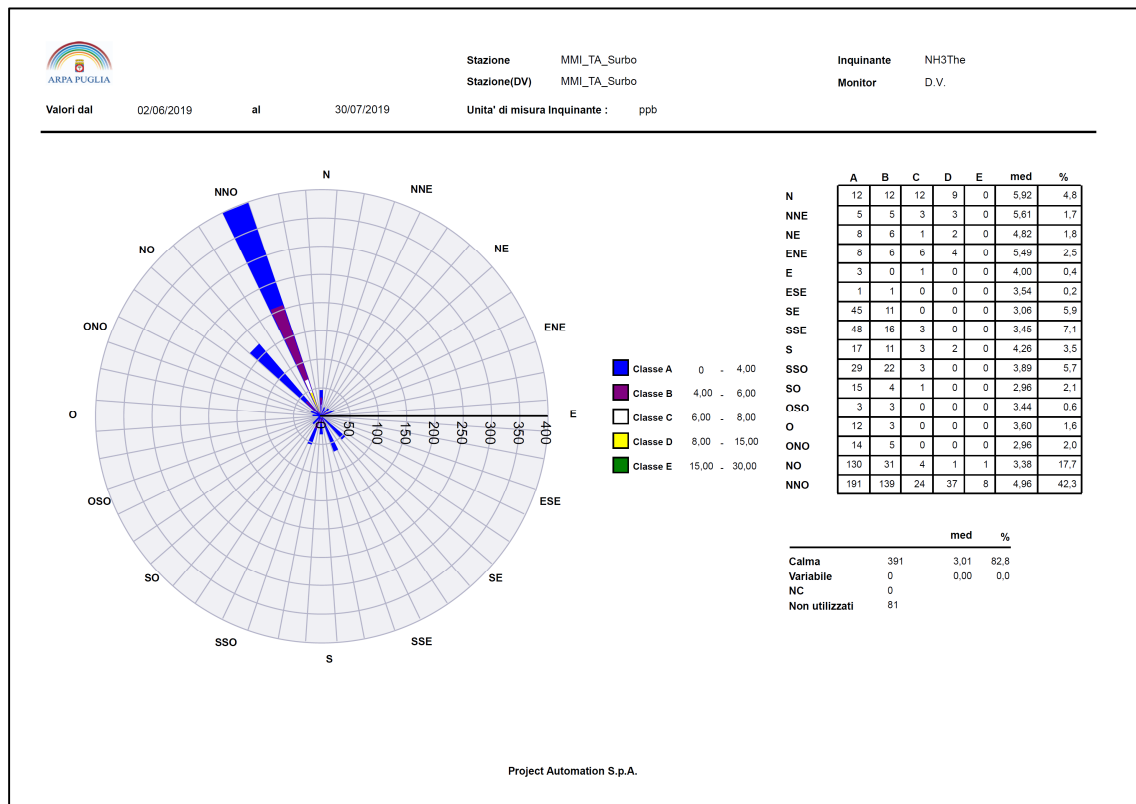 ARPA PUGLIA
Stazione MMI_TA_Surbo Inquinante NH3The
Stazione(DV) MMI_TA_Surbo Monitor D.V.
Valori dal 02/06/2019 al 30/07/2019 Unita' di misura Inquinante : ppb
N
NNE
NE
ENE
E
ESE
SE
SSE
S
SSO
SO
OSO
O
ONO
NO
NNO
0 50 100 150 200 250 300 350 400
Classe A 0 - 4,00
Classe B 4,00 - 6,00
Classe C 6,00 - 8,00
Classe D 8,00 - 15,00
Classe E 15,00 - 30,00
A B C D E med %
N 12 12 12 9 0 5,92 4,8
NNE 5 5 3 3 0 5,61 1,7
NE 8 6 1 2 0 4,82 1,8
ENE 8 6 6 4 0 5,49 2,5
E 3 0 1 0 0 4,00 0,4
ESE 1 1 0 0 0 3,54 0,2
SE 45 11 0 0 0 3,06 5,9
SSE 48 16 3 0 0 3,45 7,1
S 17 11 3 2 0 4,26 3,5
SSO 29 22 3 0 0 3,89 5,7
SO 15 4 1 0 0 2,96 2,1
OSO 3 3 0 0 0 3,44 0,6
O 12 3 0 0 0 3,60 1,6
ONO 14 5 0 0 0 2,96 2,0
NO 130 31 4 1 1 3,38 17,7
NNO 191 139 24 37 8 4,96 42,3
med %
Calma 391 3,01 82,8
Variabile 0 0,00 0,0
NC 0
Non utilizzati 81
Project Automation S.p.A.